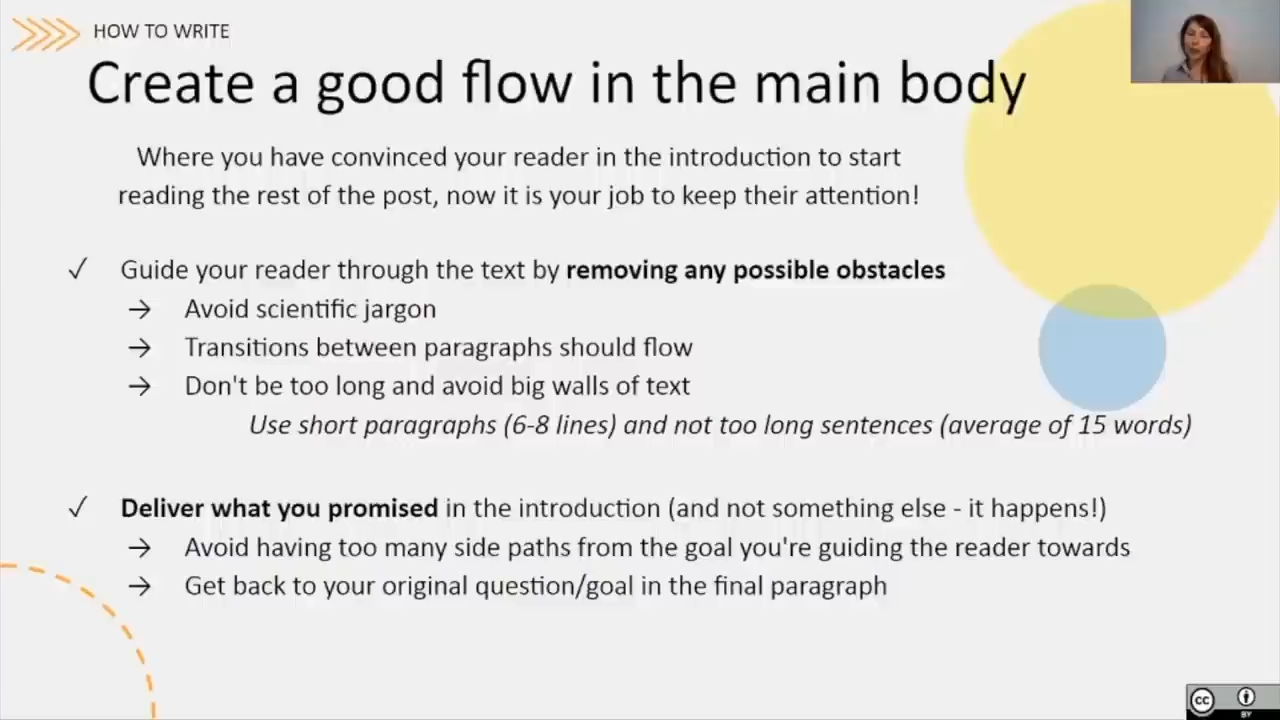 HOW TO WRITE
Create a good flow in the main body
Where you have convinced your reader in the introduction to start
reading the rest of the post, now it is your job to keep their attention!
✓ Guide your reader through the text by removing any possible obstacles
→ Avoid scientific jargon
→ Transitions between paragraphs should flow
→ Don't be too long and avoid big walls of text
Use short paragraphs (6-8 lines) and not too long sentences (average of 15 words)
✓ Deliver what you promised in the introduction (and not something else - it happens!)
→ Avoid having too many side paths from the goal you're guiding the reader towards
→ Get back to your original question/goal in the final paragraph
cc
BY